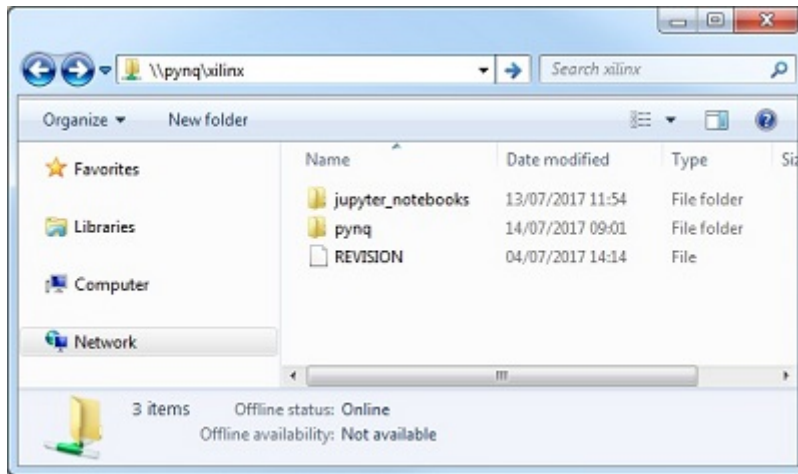 \\pynq\xilinx
Search xilinx
Organize New folder
Favorites
Libraries
Computer
Network
Name Date modified Type Siz
jupyter_notebooks 13/07/2017 11:54 File folder
pynq 14/07/2017 09:01 File folder
REVISION 04/07/2017 14:14 File
3 items Offline status: Online
Offline availability: Not available